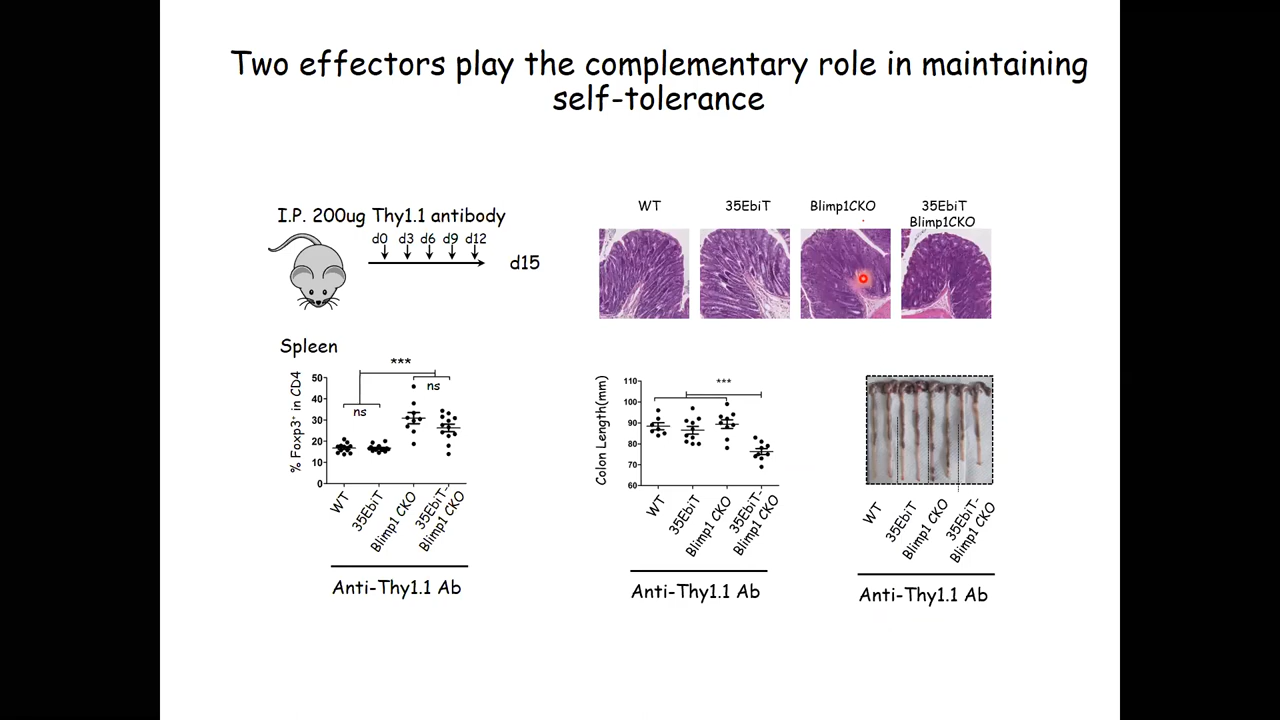 Two effectors play the complementary role in maintaining
self-tolerance
I.P. 200ug Thy1.1 antibody
d0 d3 d6 d9 d12
d15
WT
35EbiT
Blimp1CKO
35EbiT
Blimp1CKO
Spleen
% Foxp3⁺ in CD4
50
40
30
20
10
0
***
ns
ns
WT
35EbiT
Blimp1 CKO
35EbiT-
Blimp1 CKO
Anti-Thy1.1 Ab
Colon Length(mm)
110
100
90
80
70
60
***
WT
35EbiT
Blimp1 CKO
35EbiT-
Blimp1 CKO
Anti-Thy1.1 Ab
WT
35EbiT
Blimp1 CKO
35EbiT-
Blimp1 CKO
Anti-Thy1.1 Ab